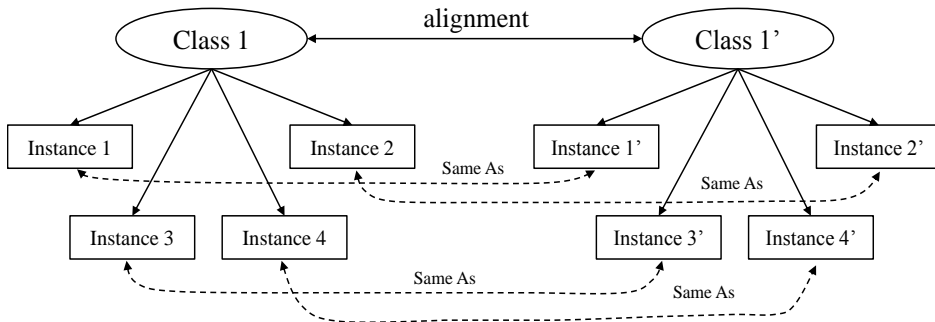 alignment
Class 1
Class 1’
Instance 1
Instance 2
Instance 1’
Instance 2’
Same As
Same As
Instance 3
Instance 4
Instance 3’
Instance 4’
Same As
Same As